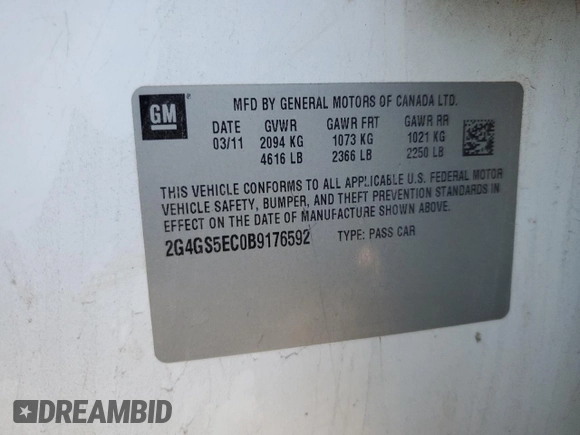 GM
MFD BY GENERAL MOTORS OF CANADA LTD.
DATE GVWR GAWR FRT GAWR RR
03/11 2094 KG 1073 KG 1021 KG
4616 LB 2366 LB 2250 LB
THIS VEHICLE CONFORMS TO ALL APPLICABLE U.S. FEDERAL MOTOR
VEHICLE SAFETY, BUMPER, AND THEFT PREVENTION STANDARDS IN
EFFECT ON THE DATE OF MANUFACTURE SHOWN ABOVE.
2G4GS5EC0B9176592 TYPE: PASS CAR
DREAMBID